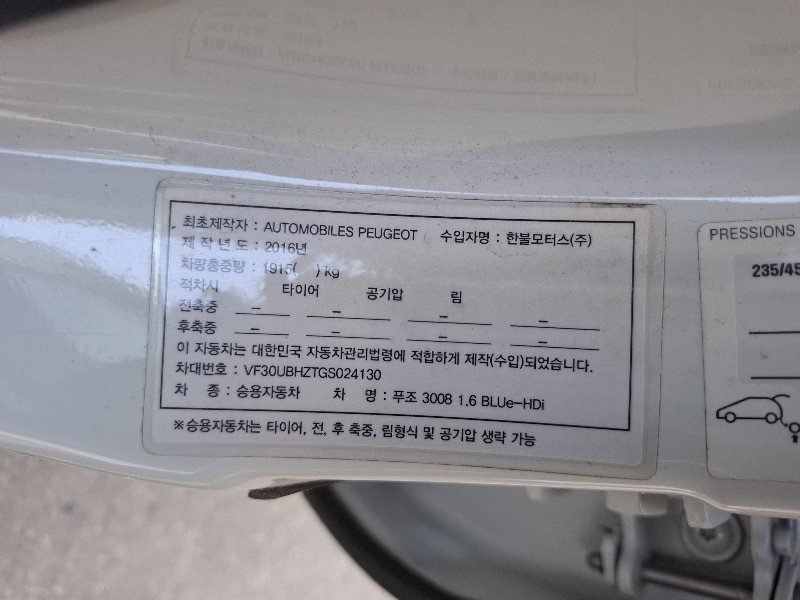 최초제작자 : AUTOMOBILES PEUGEOT 수입자명 : 한불모터스(주)
제 작 년 도 : 2016년
차량총중량 : 1915( ) kg
적차시 타이어 공기압 림
전축중 – – – –
후축중 – – – –
이 자동차는 대한민국 자동차관리법령에 적합하게 제작(수입)되었습니다.
차대번호 : VF30UBHZTGS024130
차 종 : 승용자동차 차 명 : 푸조 3008 1.6 BLUe-HDi
※승용자동차는 타이어, 전, 후 축중, 림형식 및 공기압 생략 가능
PRESSIONS
235/45